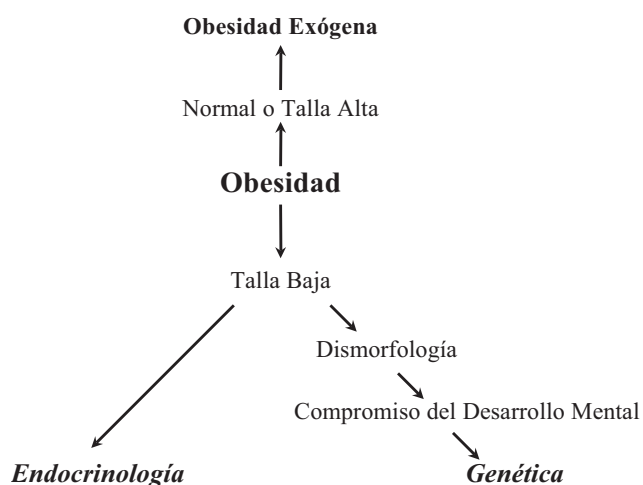 Obesidad Exógena
Normal o Talla Alta
Obesidad
Talla Baja
Dismorfología
Compromiso del Desarrollo Mental
Endocrinología
Genética